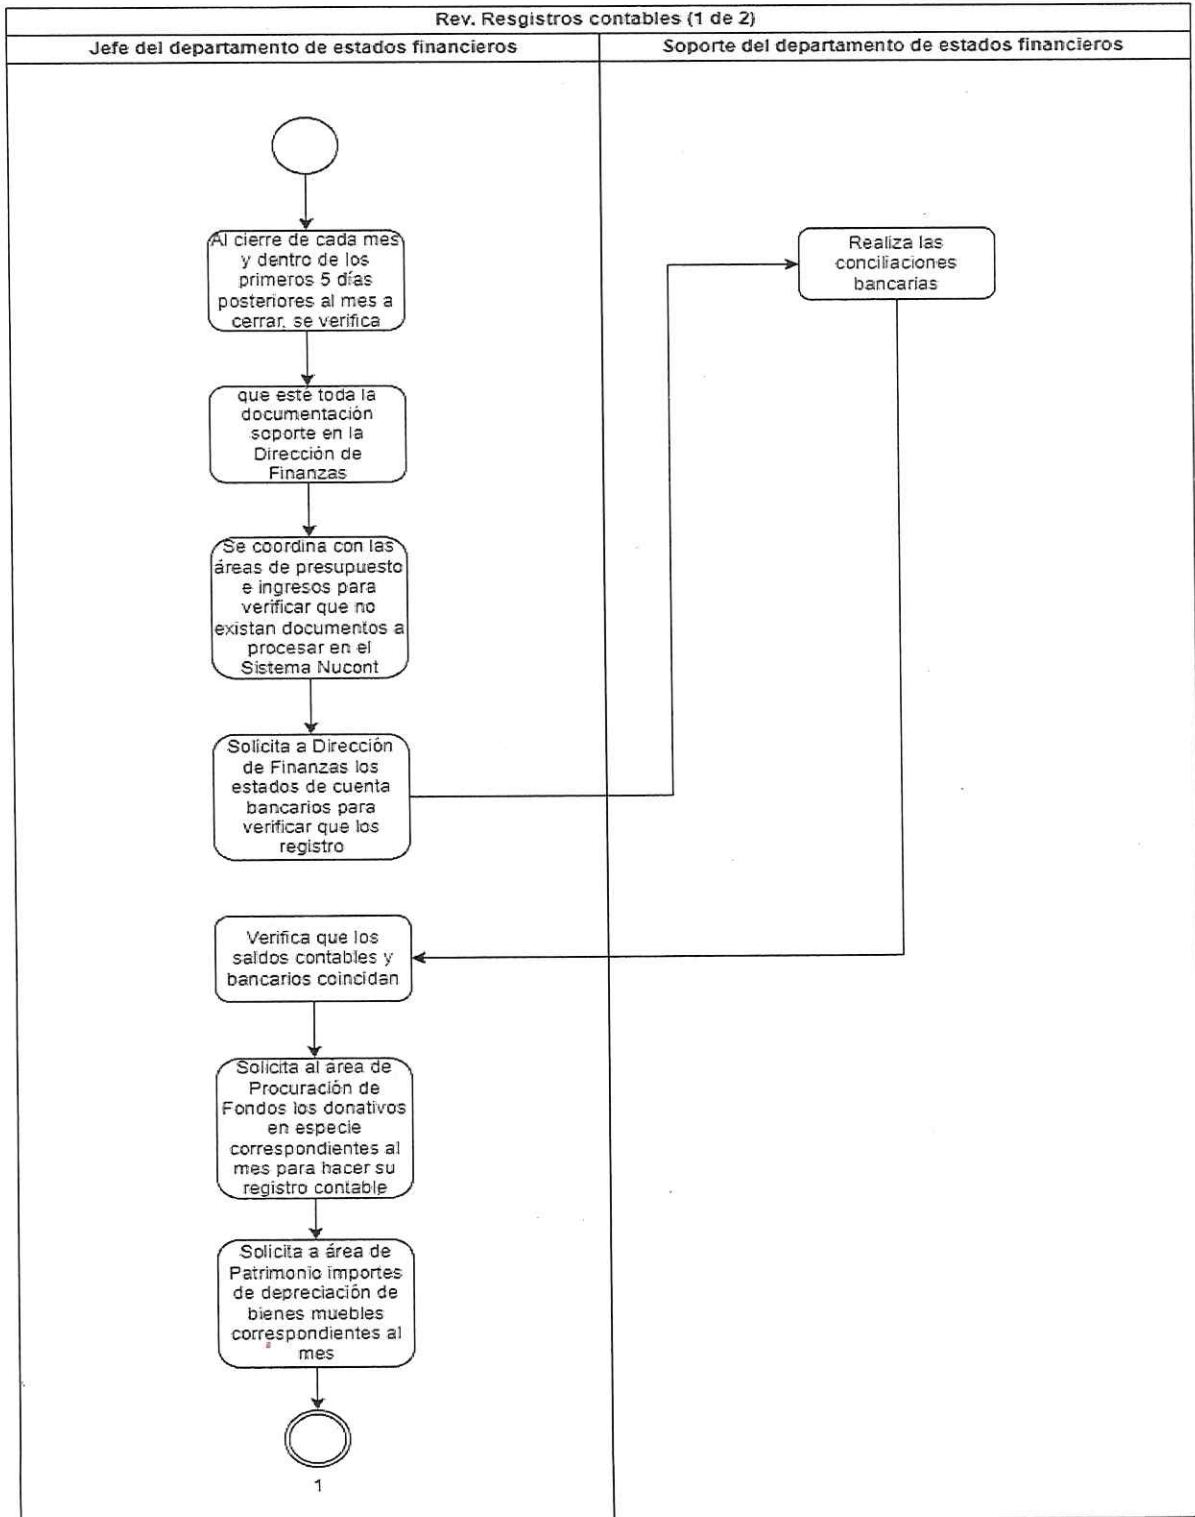 Rev. Resgistros contables (1 de 2)
Jefe del departamento de estados financieros
Soporte del departamento de estados financieros
Al cierre de cada mes
y dentro de los
primeros 5 días
posteriores al mes a
cerrar, se verifica
Realiza las
conciliaciones
bancarias
que esté toda la
documentación
soporte en la
Dirección de
Finanzas
Se coordina con las
áreas de presupuesto
e ingresos para
verificar que no
existan documentos a
procesar en el
Sistema Nucont
Solicita a Dirección
de Finanzas los
estados de cuenta
bancarios para
verificar que los
registro
Verifica que los
saldos contables y
bancarios coincidan
Solicita al área de
Procuración de
Fondos los donativos
en especie
correspondientes al
mes para hacer su
registro contable
Solicita a área de
Patrimonio importes
de depreciación de
bienes muebles
correspondientes al
mes
1